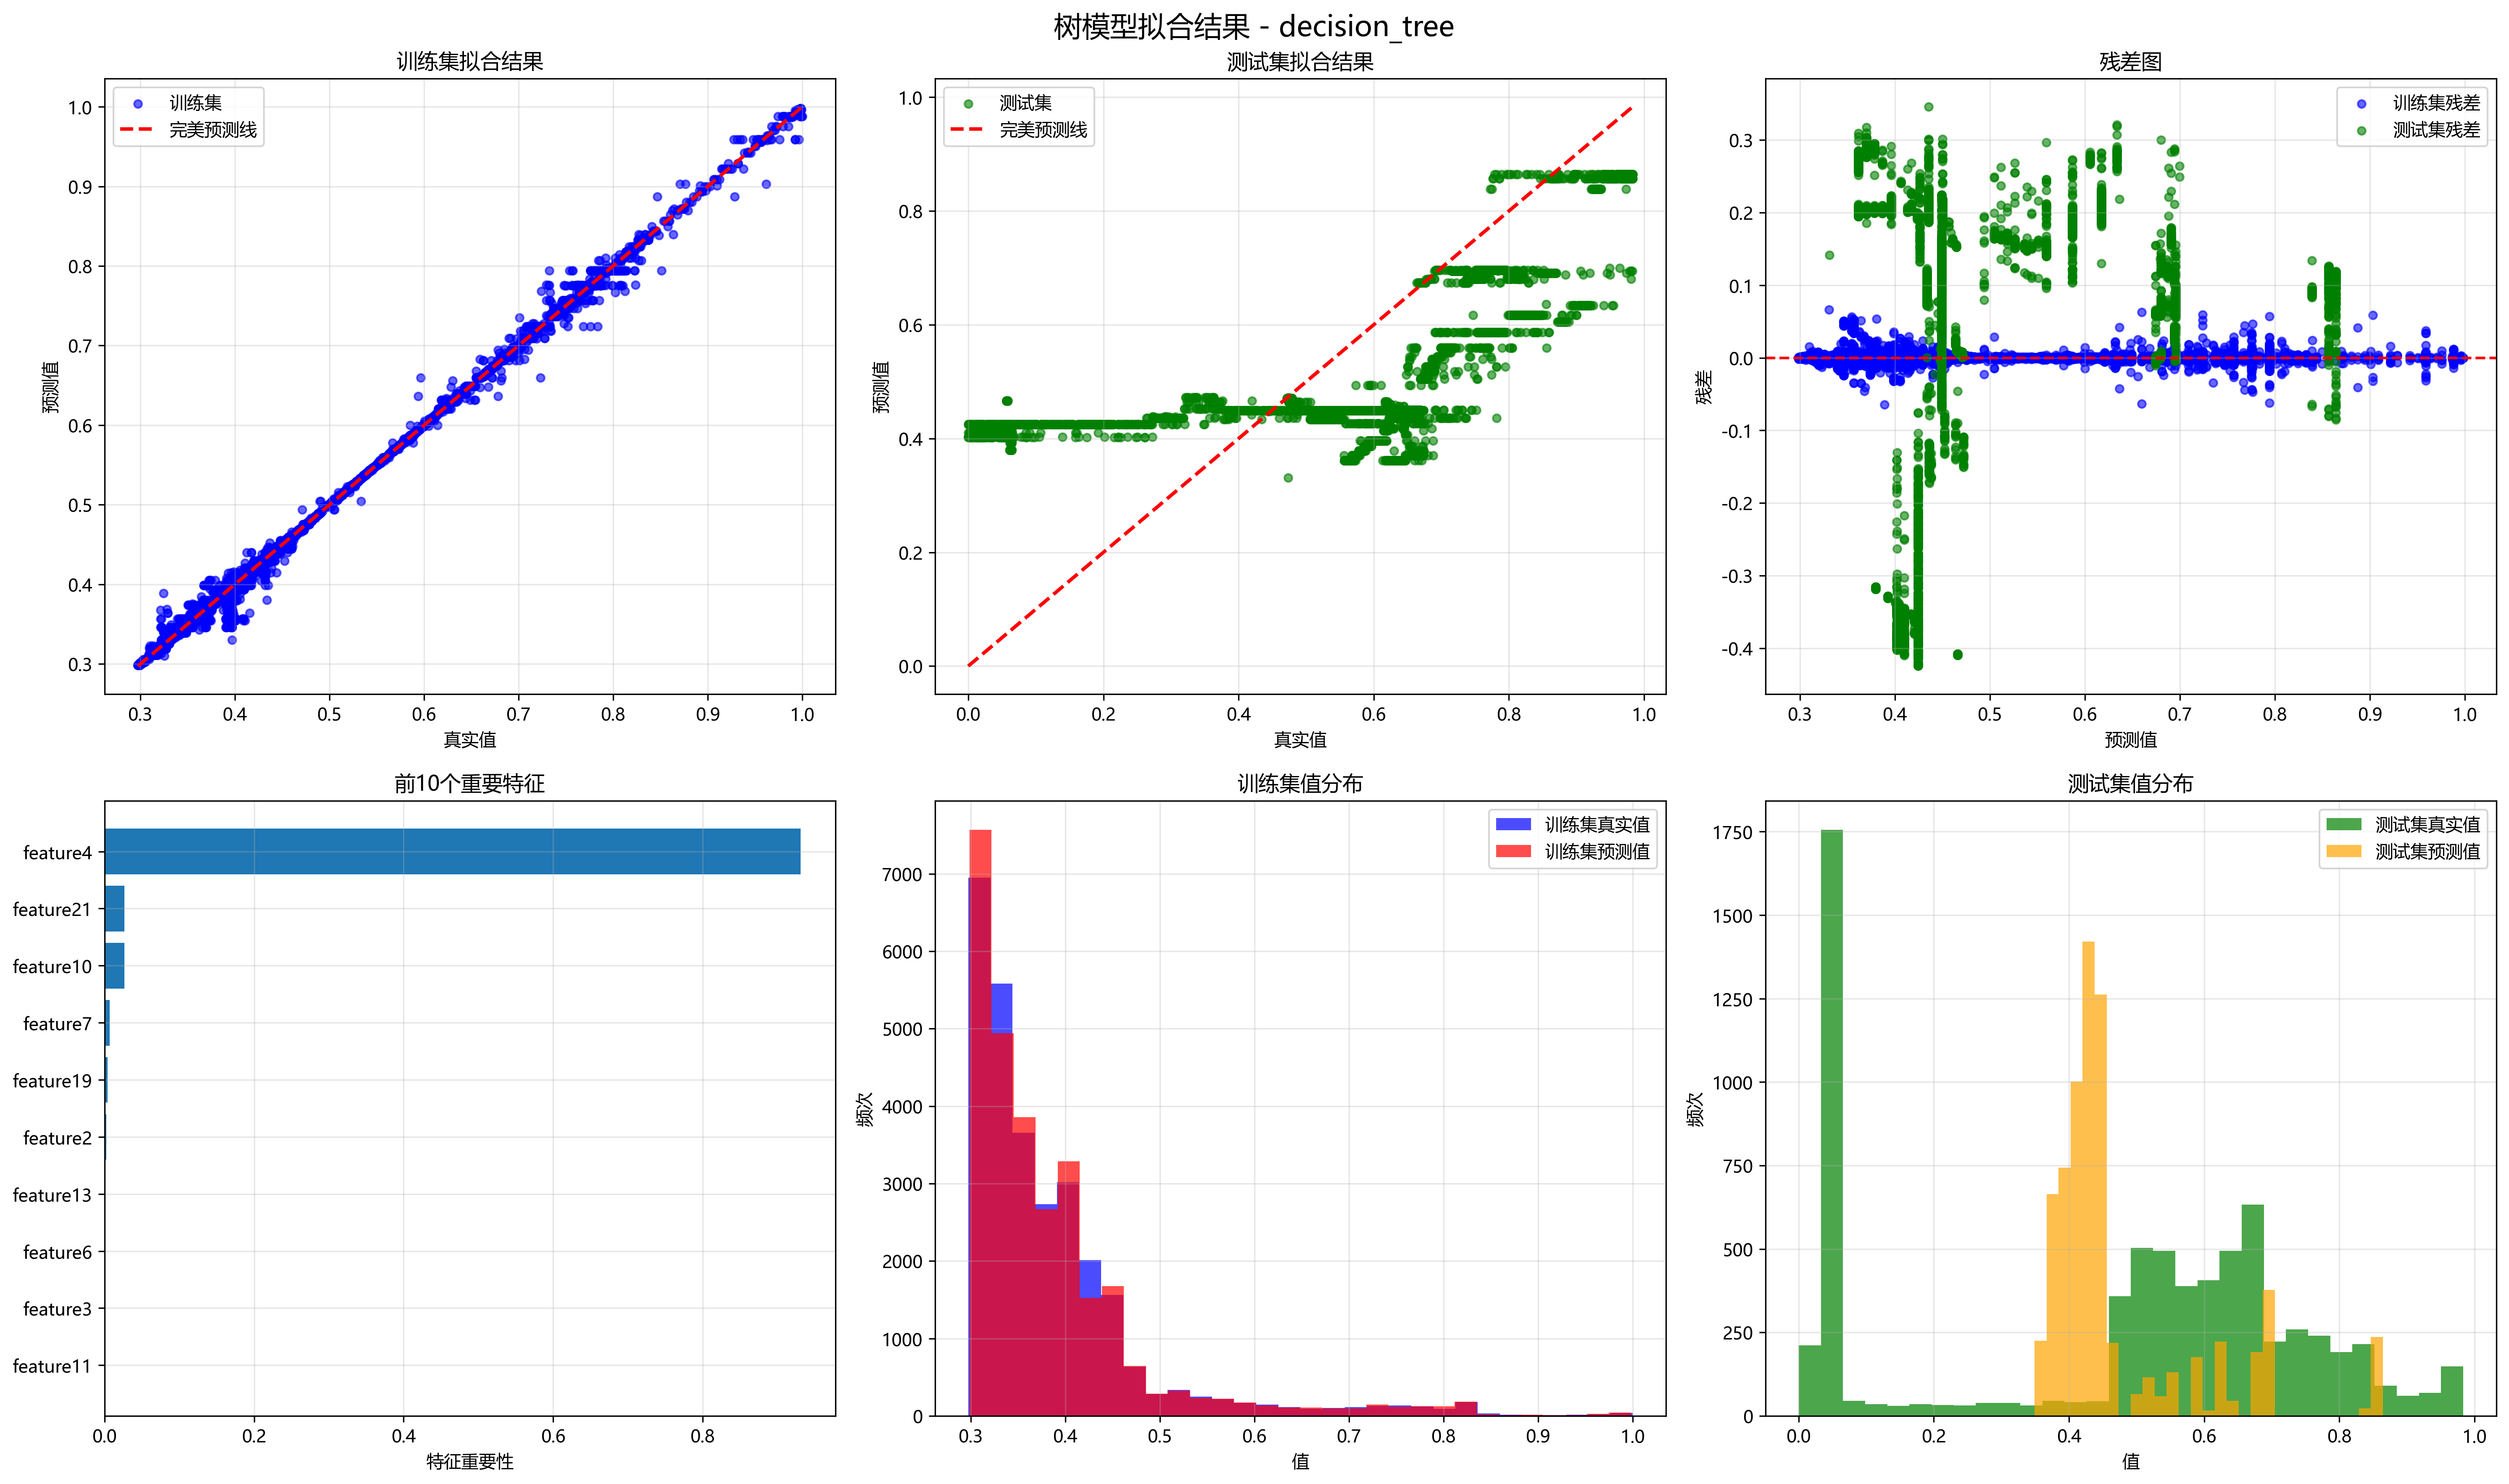 树模型拟合结果 - decision_tree
训练集拟合结果
训练集
完美预测线
预测值
1.0
0.9
0.8
0.7
0.6
0.5
0.4
0.3
0.3 0.4 0.5 0.6 0.7 0.8 0.9 1.0
真实值
测试集拟合结果
测试集
完美预测线
预测值
1.0
0.8
0.6
0.4
0.2
0.0
0.0 0.2 0.4 0.6 0.8 1.0
真实值
残差图
训练集残差
测试集残差
残差
0.3
0.2
0.1
0.0
-0.1
-0.2
-0.3
-0.4
0.3 0.4 0.5 0.6 0.7 0.8 0.9 1.0
预测值
前10个重要特征
feature4
feature21
feature10
feature7
feature19
feature2
feature13
feature6
feature3
feature11
0.0 0.2 0.4 0.6 0.8
特征重要性
训练集值分布
训练集真实值
训练集预测值
频次
7000
6000
5000
4000
3000
2000
1000
0
0.3 0.4 0.5 0.6 0.7 0.8 0.9 1.0
值
测试集值分布
测试集真实值
测试集预测值
频次
1750
1500
1250
1000
750
500
250
0
0.0 0.2 0.4 0.6 0.8 1.0
值